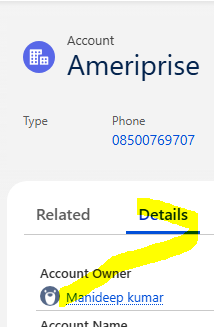 Account
Ameriprise
Type Phone
08500769707
Related Details
Account Owner
Manideep kumar
Account Name